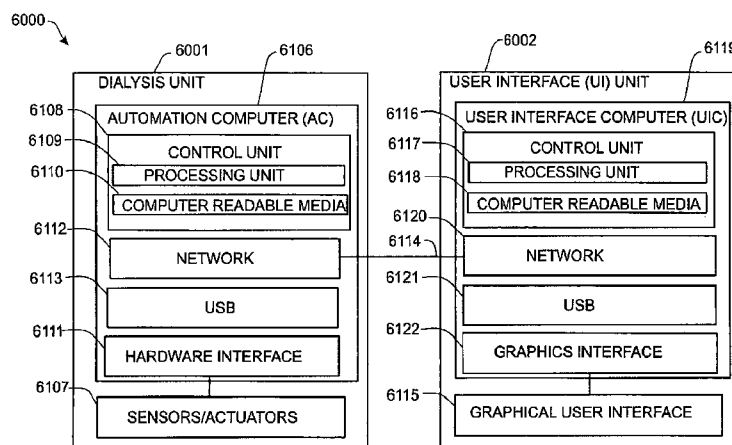 6000
6001
6106
6002
6119
DIALYSIS UNIT
USER INTERFACE (UI) UNIT
6108
AUTOMATION COMPUTER (AC)
6116
USER INTERFACE COMPUTER (UIC)
6109
CONTROL UNIT
6117
CONTROL UNIT
6110
PROCESSING UNIT
6118
PROCESSING UNIT
COMPUTER READABLE MEDIA
COMPUTER READABLE MEDIA
6112
6120
NETWORK
6114
NETWORK
6113
6121
USB
USB
6111
6122
HARDWARE INTERFACE
GRAPHICS INTERFACE
6107
6115
SENSORS/ACTUATORS
GRAPHICAL USER INTERFACE